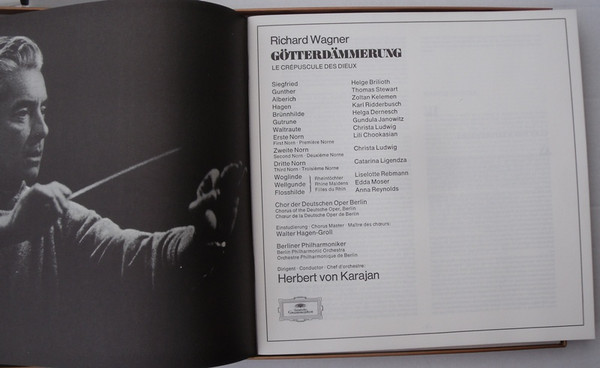 Richard Wagner
GÖTTERDÄMMERUNG
LE CRÉPUSCULE DES DIEUX
Siegfried Helge Brilioth
Gunther Thomas Stewart
Alberich Zoltan Kelemen
Hagen Karl Ridderbusch
Brünnhilde Helga Dernesch
Gutrune Gundula Janowitz
Waltraute Christa Ludwig
Erste Norn Lili Chookasian
First Norn · Première Norne
Zweite Norn Christa Ludwig
Second Norn · Deuxième Norne
Dritte Norn Catarina Ligendza
Third Norn · Troisième Norne
Woglinde Rheintöchter Liselotte Rebmann
Wellgunde Rhine Maidens Edda Moser
Flosshilde Filles du Rhin Anna Reynolds
Chor der Deutschen Oper Berlin
Chorus of the Deutsche Oper, Berlin
Chœur de la Deutsche Oper de Berlin
Einstudierung · Chorus Master · Maître des chœurs
Walter Hagen-Groll
Berliner Philharmoniker
Berlin Philharmonic Orchestra
Orchestre Philharmonique de Berlin
Dirigent · Conductor · Chef d'orchestre
Herbert von Karajan
Deutsche
Grammophon